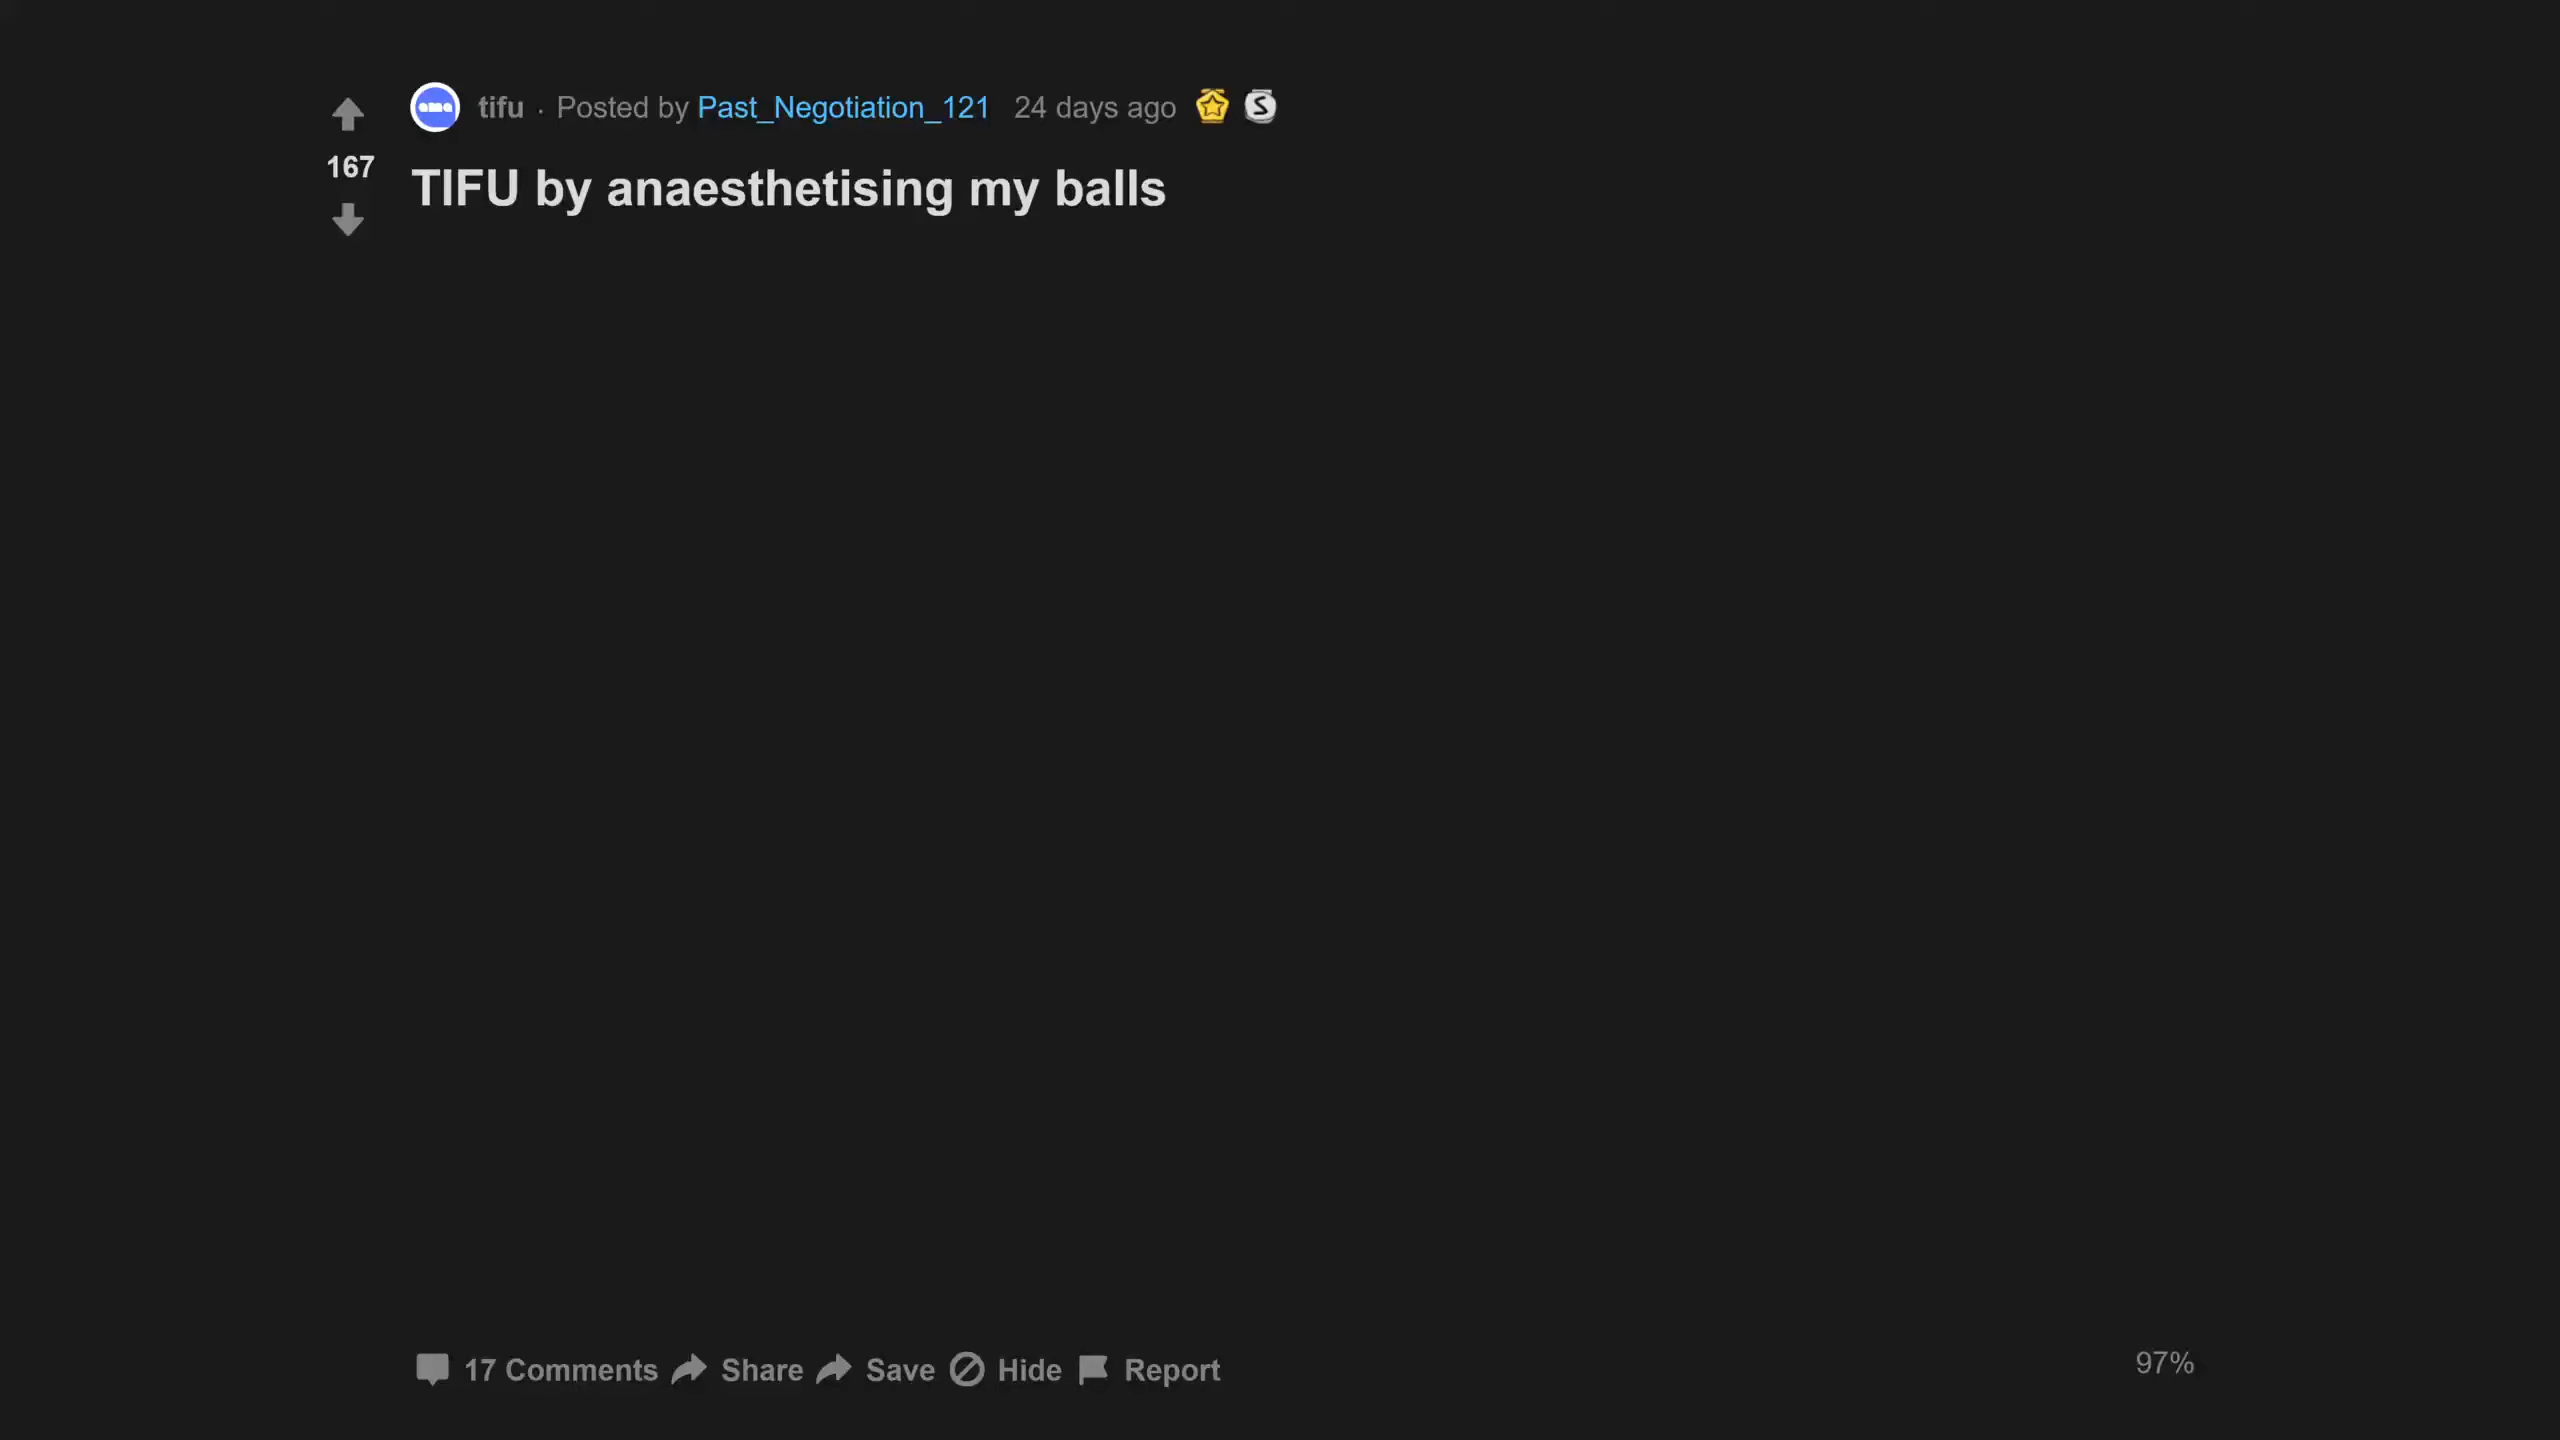 tifu · Posted by Past_Negotiation_121 24 days ago S
167
TIFU by anaesthetising my balls
17 Comments Share Save Hide Report
97%